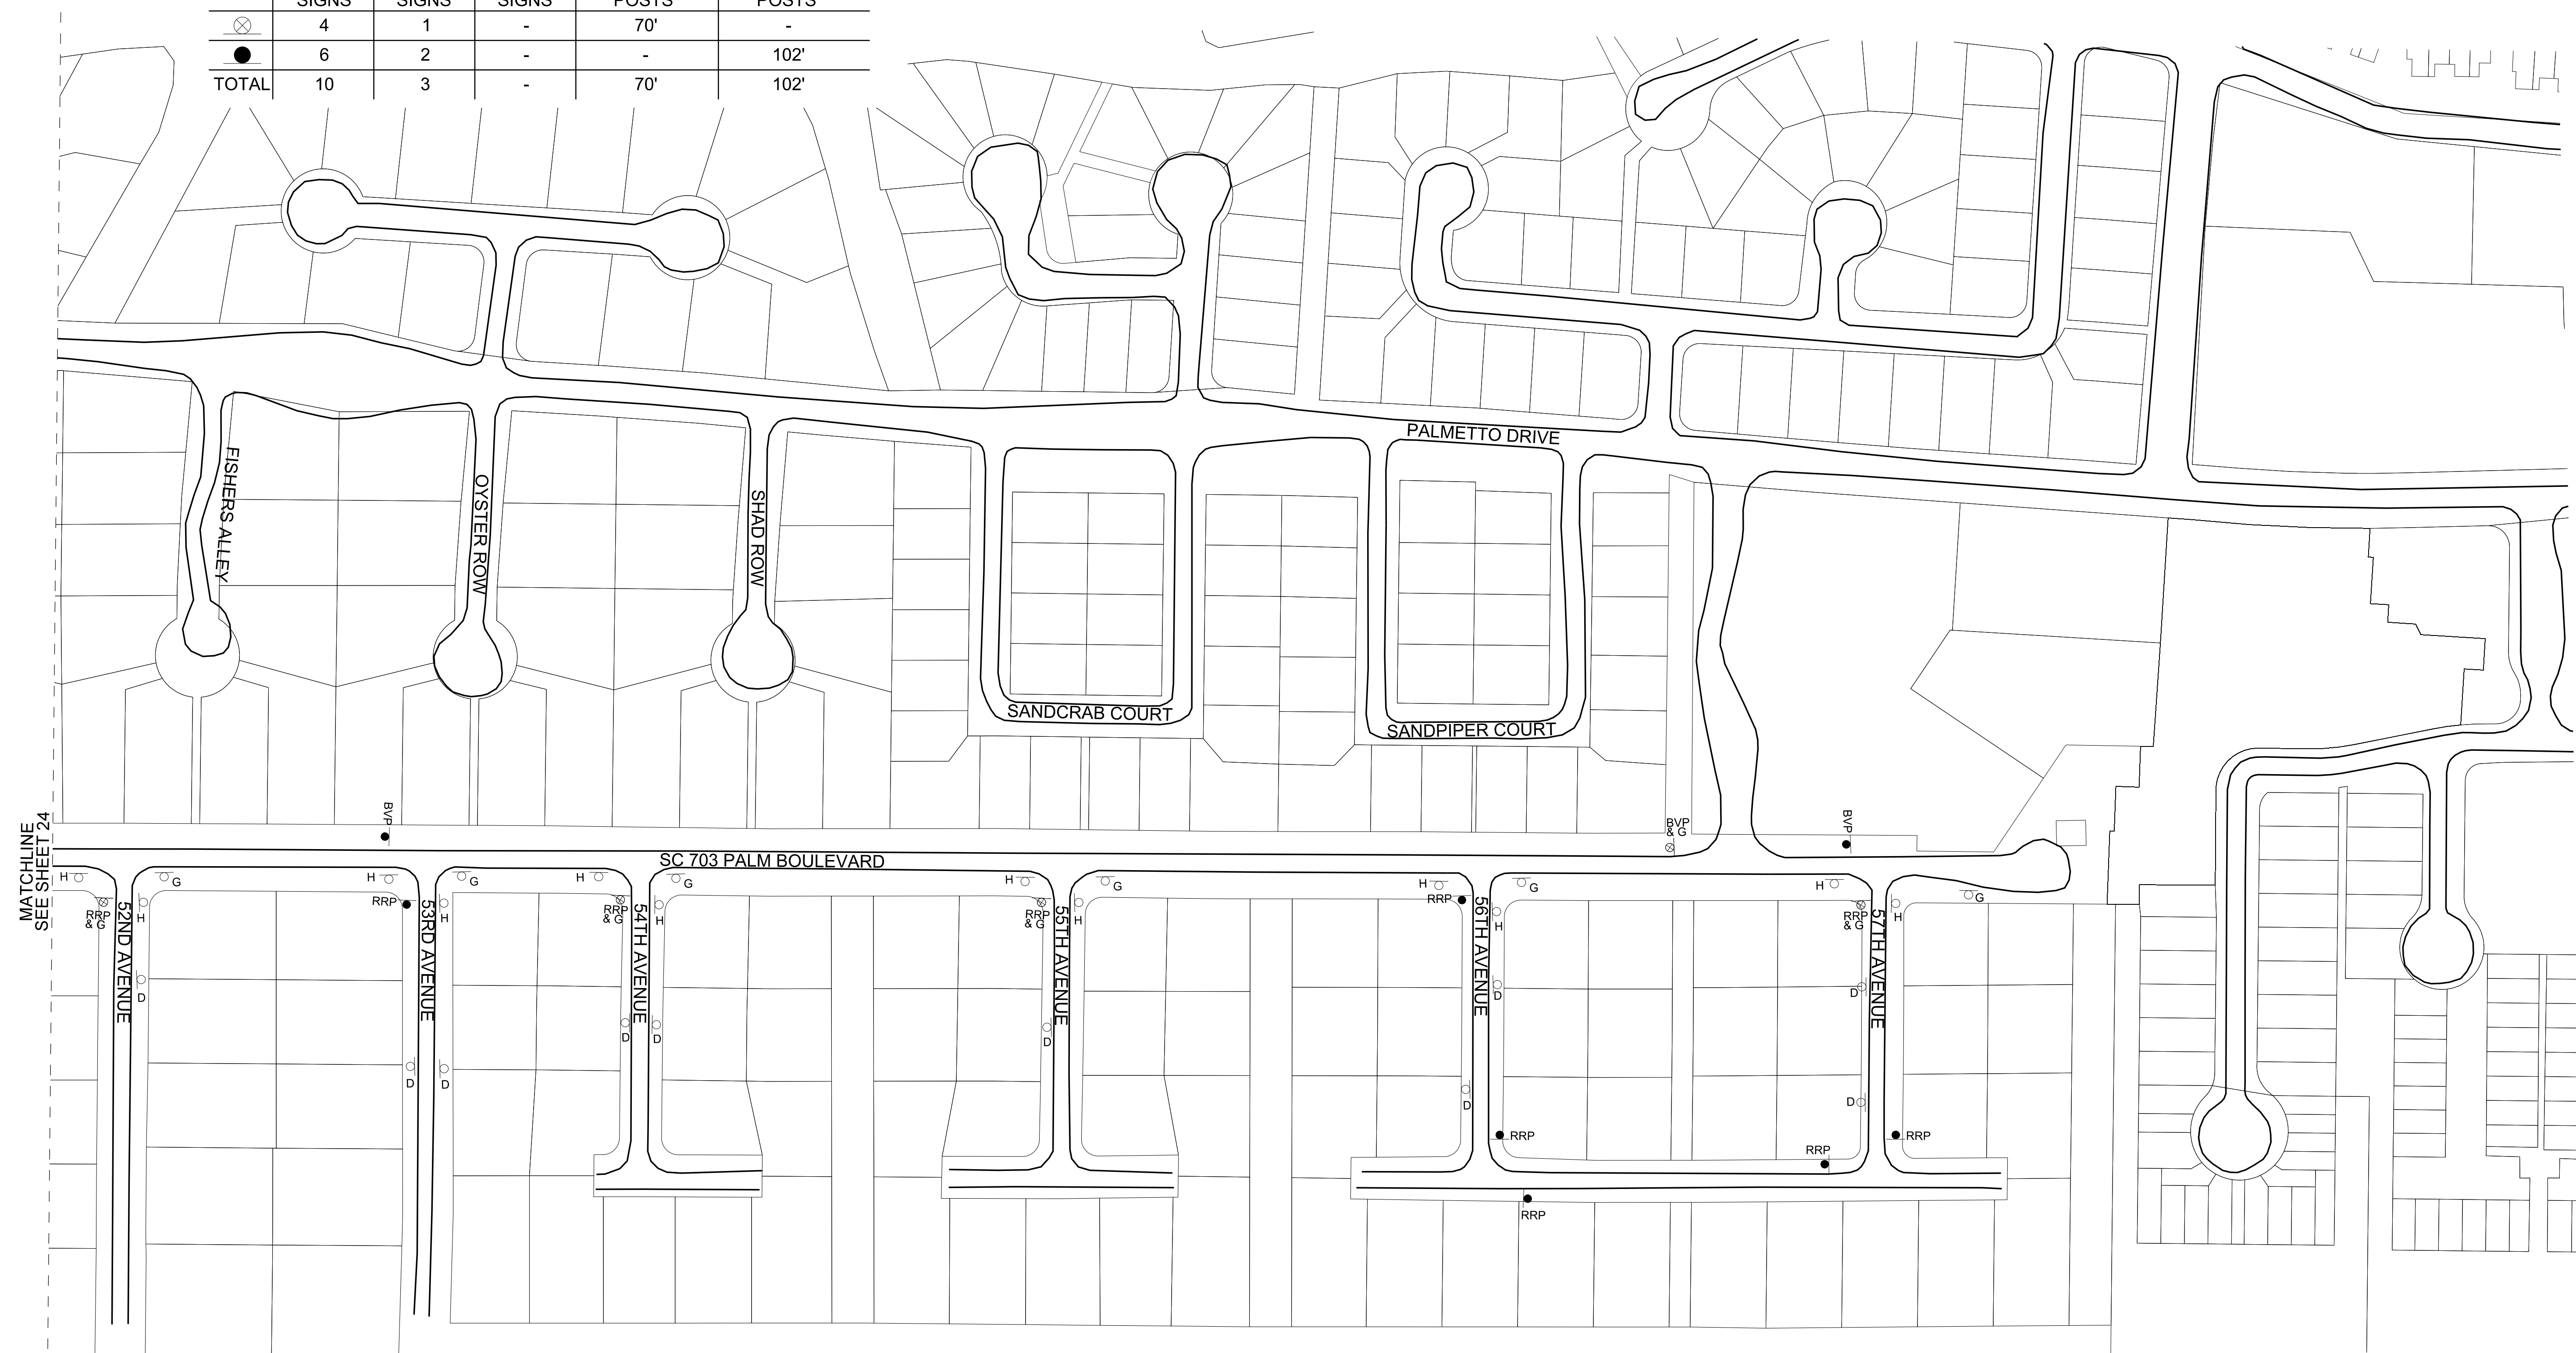 SIGNS SIGNS SIGNS POSTS POSTS
4 1 - 70' -
6 2 - - 102'
TOTAL 10 3 - 70' 102'
PALMETTO DRIVE
FISHERS ALLEY
OYSTER ROW
SHAD ROW
SANDCRAB COURT
SANDPIPER COURT
BVP
BVP
& G
BVP
MATCHLINE
SEE SHEET 24
SC 703 PALM BOULEVARD
H
G
H
G
H
G
H
G
H
G
H
G
RRP
& G
H
RRP
H
RRP
& G
H
RRP
& G
H
RRP
H
RRP
& G
H
52ND AVENUE
53RD AVENUE
54TH AVENUE
55TH AVENUE
56TH AVENUE
57TH AVENUE
D
D
D
D
D
D
D
D
D
D
D
RRP
RRP
RRP
RRP